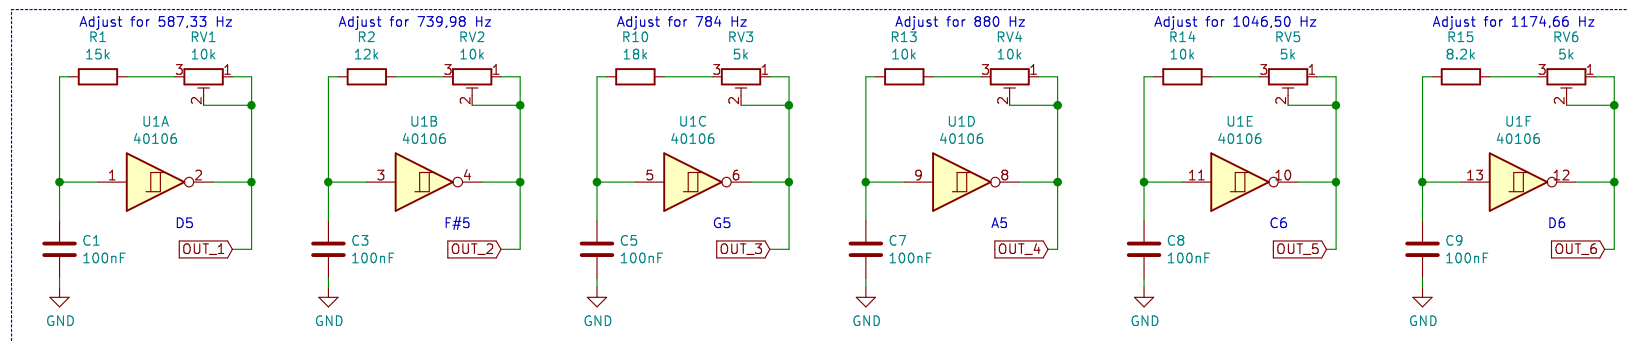 Adjust for 587,33 Hz
R1
15k
RV1
10k
3
1
2
U1A
40106
1
2
D5
C1
100nF
OUT_1
GND
Adjust for 739,98 Hz
R2
12k
RV2
10k
3
1
2
U1B
40106
3
4
F#5
C3
100nF
OUT_2
GND
Adjust for 784 Hz
R10
18k
RV3
5k
3
1
2
U1C
40106
5
6
G5
C5
100nF
OUT_3
GND
Adjust for 880 Hz
R13
10k
RV4
10k
3
1
2
U1D
40106
9
8
A5
C7
100nF
OUT_4
GND
Adjust for 1046,50 Hz
R14
10k
RV5
5k
3
1
2
U1E
40106
11
10
C6
C8
100nF
OUT_5
GND
Adjust for 1174,66 Hz
R15
8.2k
RV6
5k
3
1
2
U1F
40106
13
12
D6
C9
100nF
OUT_6
GND